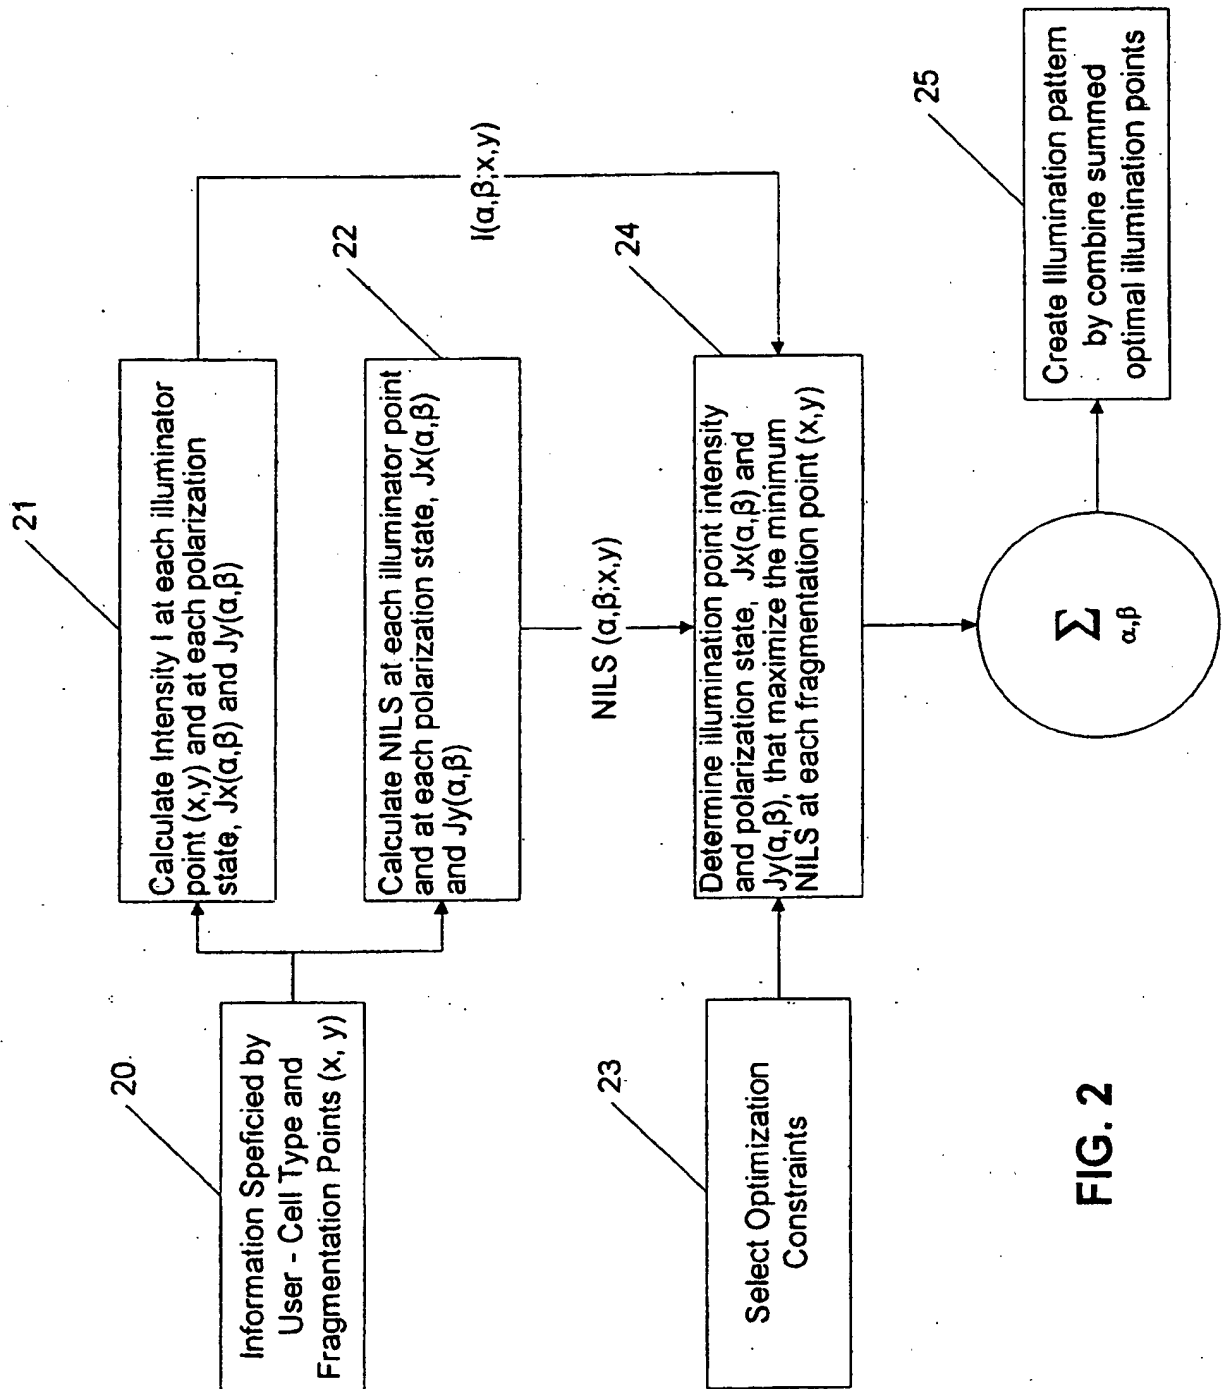 20
Information Speficied by
User - Cell Type and
Fragmentation Points (x, y)
21
Calculate Intensity I at each illuminator
point (x,y) and at each polarization
state, Jx(α,β) and Jy(α,β)
22
Calculate NILS at each illuminator point
and at each polarization state, Jx(α,β)
and Jy(α,β)
I(α,β;x,y)
NILS (α,β;x,y)
23
Select Optimization
Constraints
24
Determine illumination point intensity
and polarization state, Jx(α,β) and
Jy(α,β), that maximize the minimum
NILS at each fragmentation point (x,y)
Σ
α,β
25
Create Illumination pattern
by combine summed
optimal illumination points
FIG. 2